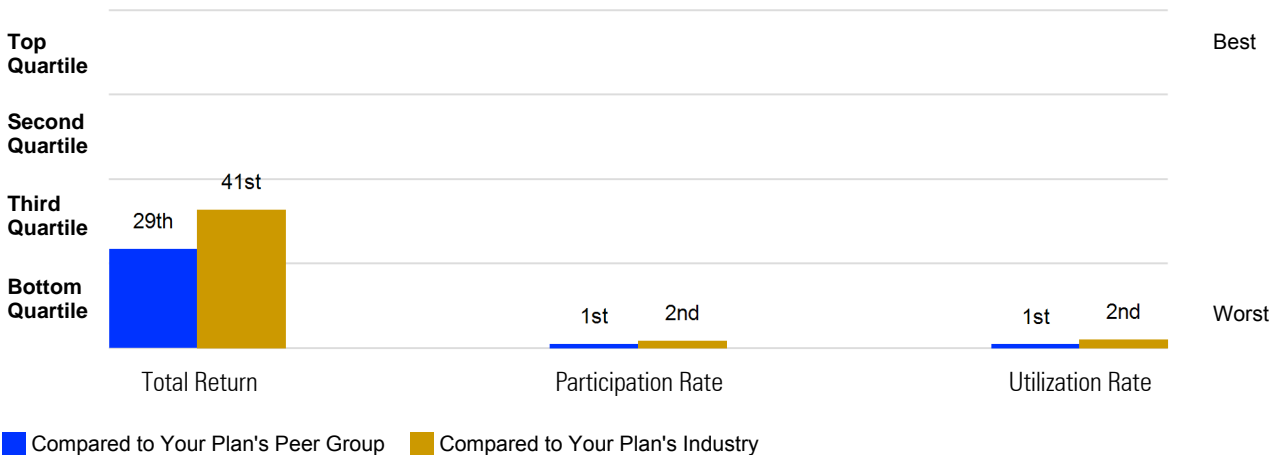 Top
Quartile
Best
Second
Quartile
Third
Quartile
41st
29th
Bottom
Quartile
Worst
1st
2nd
1st
2nd
Total Return
Participation Rate
Utilization Rate
Compared to Your Plan's Peer Group
Compared to Your Plan's Industry